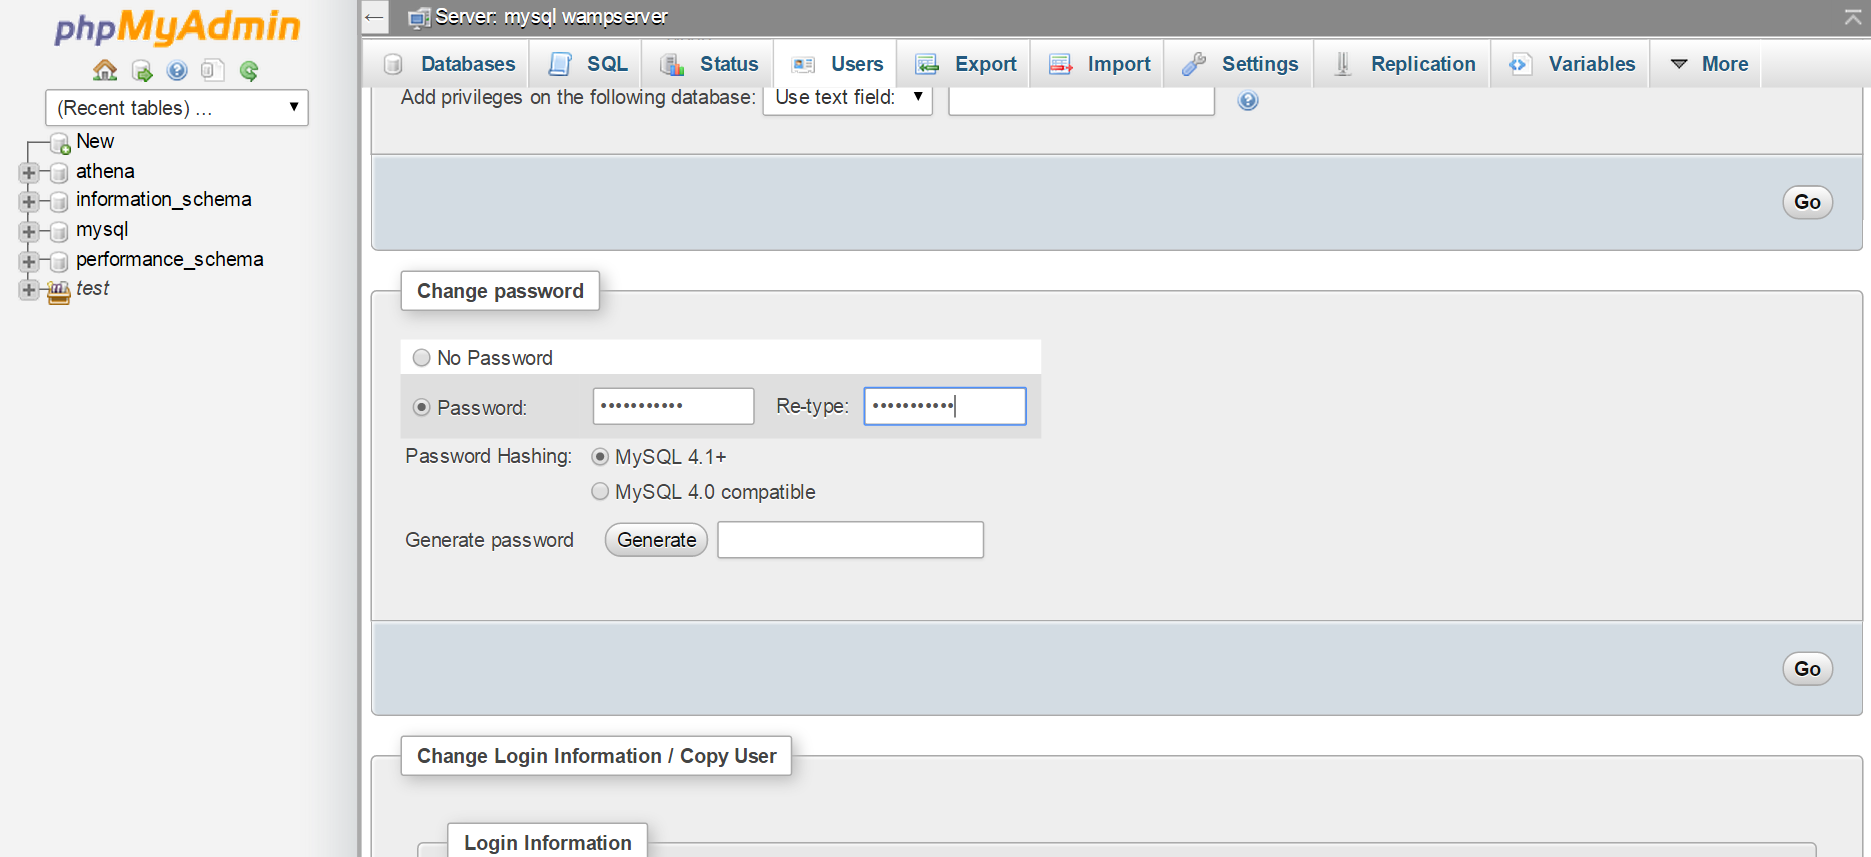 phpMyAdmin
(Recent tables) ...
New
athena
information_schema
mysql
performance_schema
test
Server: mysql wampserver
Databases
SQL
Status
Users
Export
Import
Settings
Replication
Variables
More
Add privileges on the following database:
Use text field:
Go
Change password
No Password
Password:
•••••••••••
Re-type:
•••••••••••
Password Hashing:
MySQL 4.1+
MySQL 4.0 compatible
Generate password
Generate
Go
Change Login Information / Copy User
Login Information